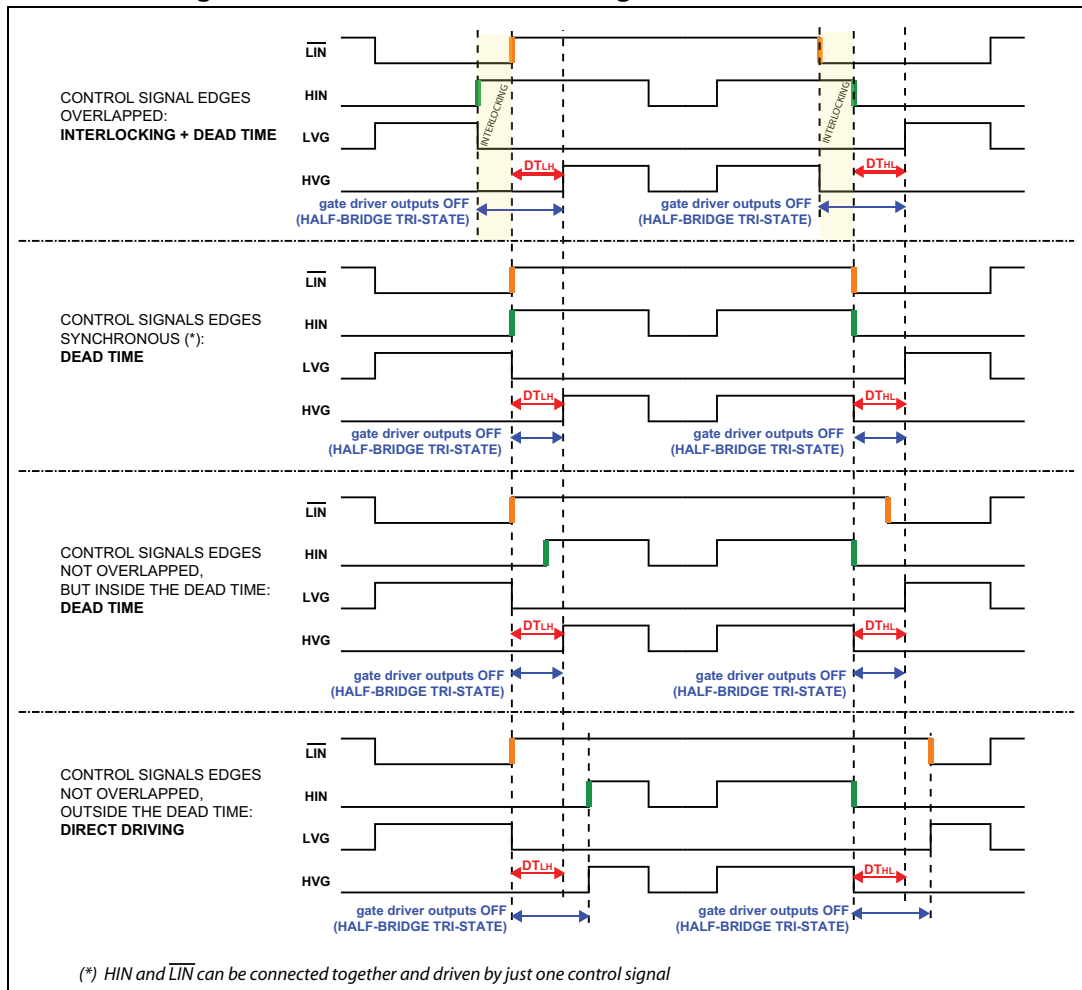 LIN
HIN
CONTROL SIGNAL EDGES
OVERLAPPED:
INTERLOCKING + DEAD TIME
LVG
HVG
INTERLOCKING
INTERLOCKING
DTLH
DTHL
gate driver outputs OFF
(HALF-BRIDGE TRI-STATE)
gate driver outputs OFF
(HALF-BRIDGE TRI-STATE)
LIN
HIN
CONTROL SIGNALS EDGES
SYNCHRONOUS (*):
DEAD TIME
LVG
HVG
DTLH
DTHL
gate driver outputs OFF
(HALF-BRIDGE TRI-STATE)
gate driver outputs OFF
(HALF-BRIDGE TRI-STATE)
LIN
HIN
CONTROL SIGNALS EDGES
NOT OVERLAPPED,
BUT INSIDE THE DEAD TIME:
DEAD TIME
LVG
HVG
DTLH
DTHL
gate driver outputs OFF
(HALF-BRIDGE TRI-STATE)
gate driver outputs OFF
(HALF-BRIDGE TRI-STATE)
LIN
HIN
CONTROL SIGNALS EDGES
NOT OVERLAPPED,
OUTSIDE THE DEAD TIME:
DIRECT DRIVING
LVG
HVG
DTLH
DTHL
gate driver outputs OFF
(HALF-BRIDGE TRI-STATE)
gate driver outputs OFF
(HALF-BRIDGE TRI-STATE)
(*) HIN and LIN can be connected together and driven by just one control signal